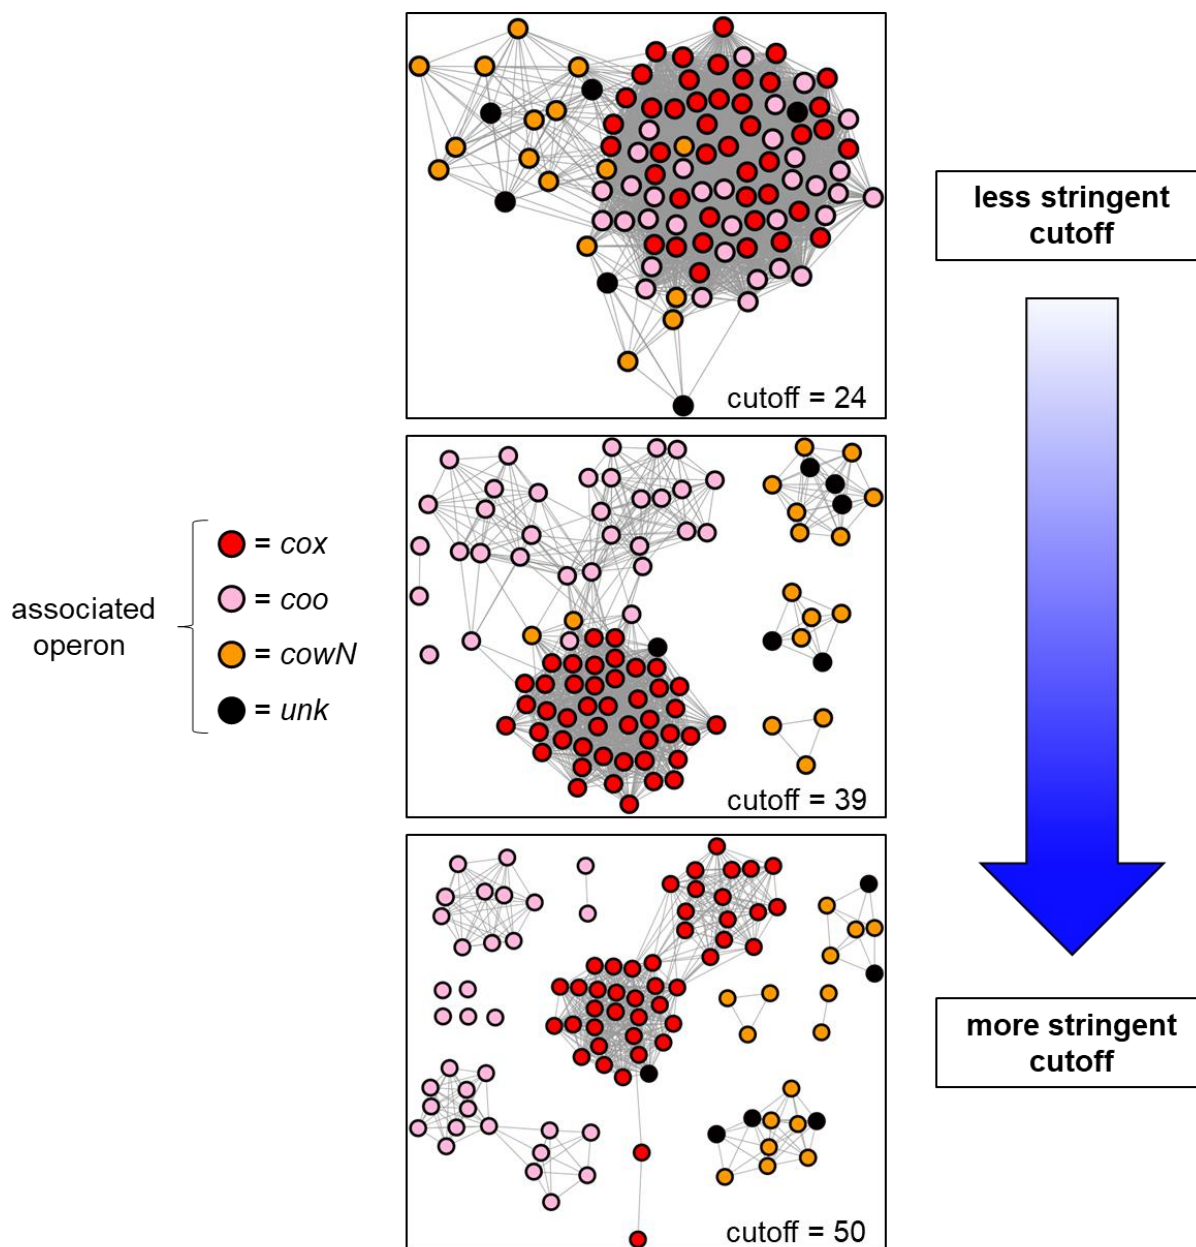 less stringent
cutoff
cutoff = 24
associated
operon
= cox
= coo
= cowN
= unk
cutoff = 39
more stringent
cutoff
cutoff = 50